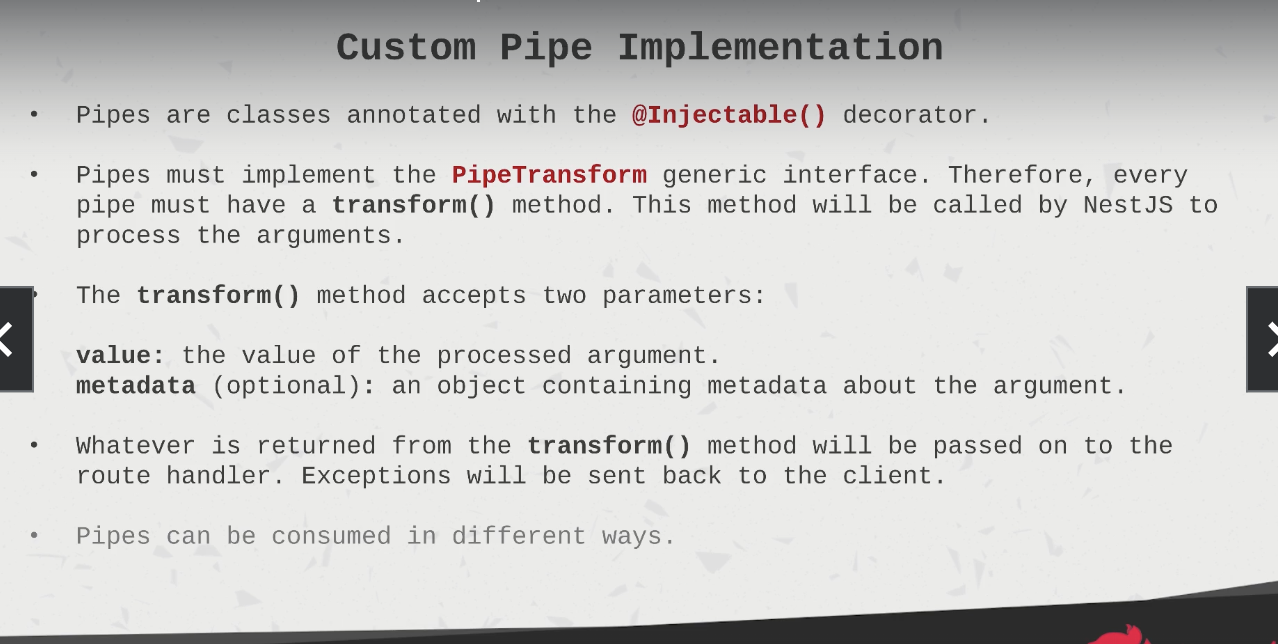 Custom Pipe Implementation
• Pipes are classes annotated with the @Injectable() decorator.
• Pipes must implement the PipeTransform generic interface. Therefore, every
pipe must have a transform() method. This method will be called by NestJS to
process the arguments.
• The transform() method accepts two parameters:
value: the value of the processed argument.
metadata (optional): an object containing metadata about the argument.
• Whatever is returned from the transform() method will be passed on to the
route handler. Exceptions will be sent back to the client.
• Pipes can be consumed in different ways.